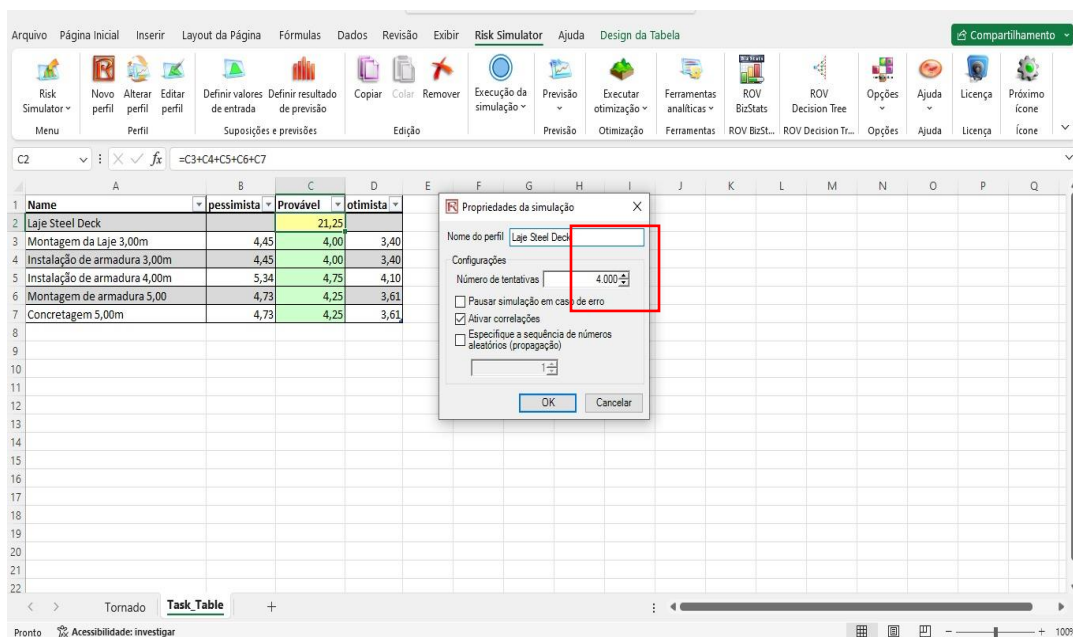 Arquivo Página Inicial Inserir Layout da Página Fórmulas Dados Revisão Exibir Risk Simulator Ajuda Design da Tabela Compartilhamento
Risk Simulator Novo perfil Alterar perfil Editar perfil Definir valores de entrada Definir resultado de previsão Copiar Colar Remover Execução da simulação Previsão Executar otimização Ferramentas analíticas ROV BizStats ROV Decision Tree Opções Ajuda Licença Próximo ícone
Menu Perfil Suposições e previsões Edição Previsão Otimização Ferramentas ROV BizSt... ROV Decision Tr... Opções Ajuda Licença Ícone
C2 fx =C3+C4+C5+C6+C7
A B C D E F G H I J K L M N O P Q
1 Name pessimista Provável otimista
2 Laje Steel Deck 21,25
3 Montagem da Laje 3,00m 4,45 4,00 3,40
4 Instalação de armadura 3,00m 4,45 4,00 3,40
5 Instalação de armadura 4,00m 5,34 4,75 4,10
6 Montagem de armadura 5,00 4,73 4,25 3,61
7 Concretagem 5,00m 4,73 4,25 3,61
8
9
10
11
12
13
14
15
16
17
18
19
20
21
22
Propriedades da simulação
Nome do perfil Laje Steel Deck
Configurações
Número de tentativas 4.000
Pausar simulação em caso de erro
Ativar correlações
Especifique a sequência de números
aleatórios (propagação)
1
OK Cancelar
Tornado Task_Table +
Pronto Acessibilidade: investigar